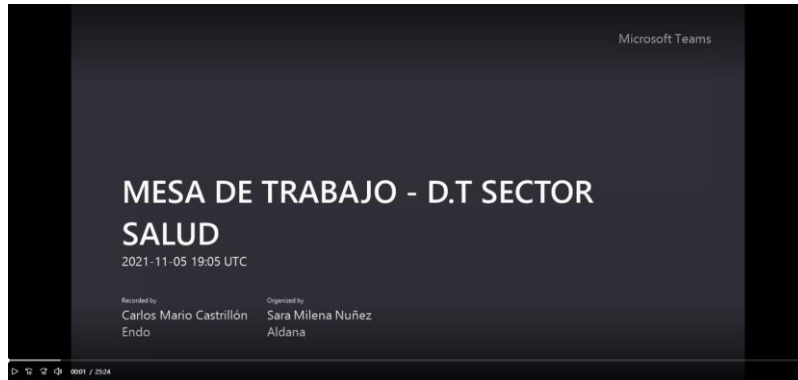 Microsoft Teams
MESA DE TRABAJO - D.T SECTOR
SALUD
2021-11-05 19:05 UTC
Recorded by
Organized by
Carlos Mario Castrillón
Sara Milena Nuñez
Endo
Aldana
00:01 / 25:24